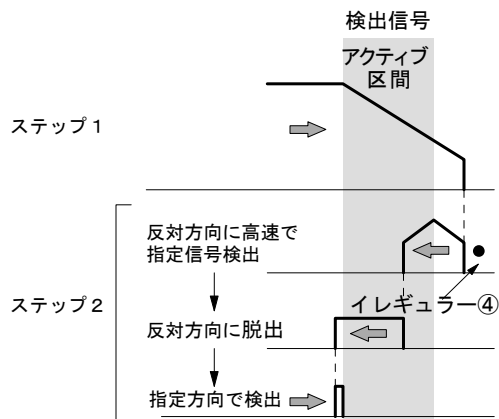 検出信号
アクティブ
区間
ステップ1
反対方向に高速で
指定信号検出
イレギュラー④
ステップ2
反対方向に脱出
指定方向で検出